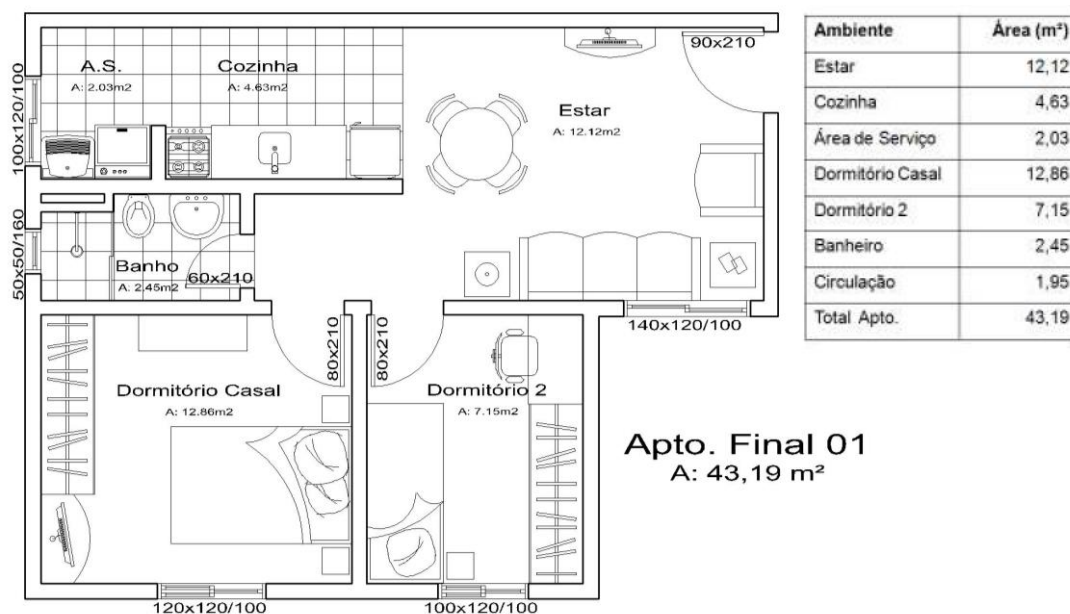 A.S.
A: 2.03m2
Cozinha
A: 4.63m2
Estar
A: 12.12m2
90x210
100x120/100
50x50/160
Banho
A: 2.45m2
60x210
80x210
80x210
140x120/100
Dormitório Casal
A: 12.86m2
Dormitório 2
A: 7.15m2
120x120/100
100x120/100
Apto. Final 01
A: 43,19 m²
Ambiente Área (m²)
Estar 12,12
Cozinha 4,63
Área de Serviço 2,03
Dormitório Casal 12,86
Dormitório 2 7,15
Banheiro 2,45
Circulação 1,95
Total Apto. 43,19